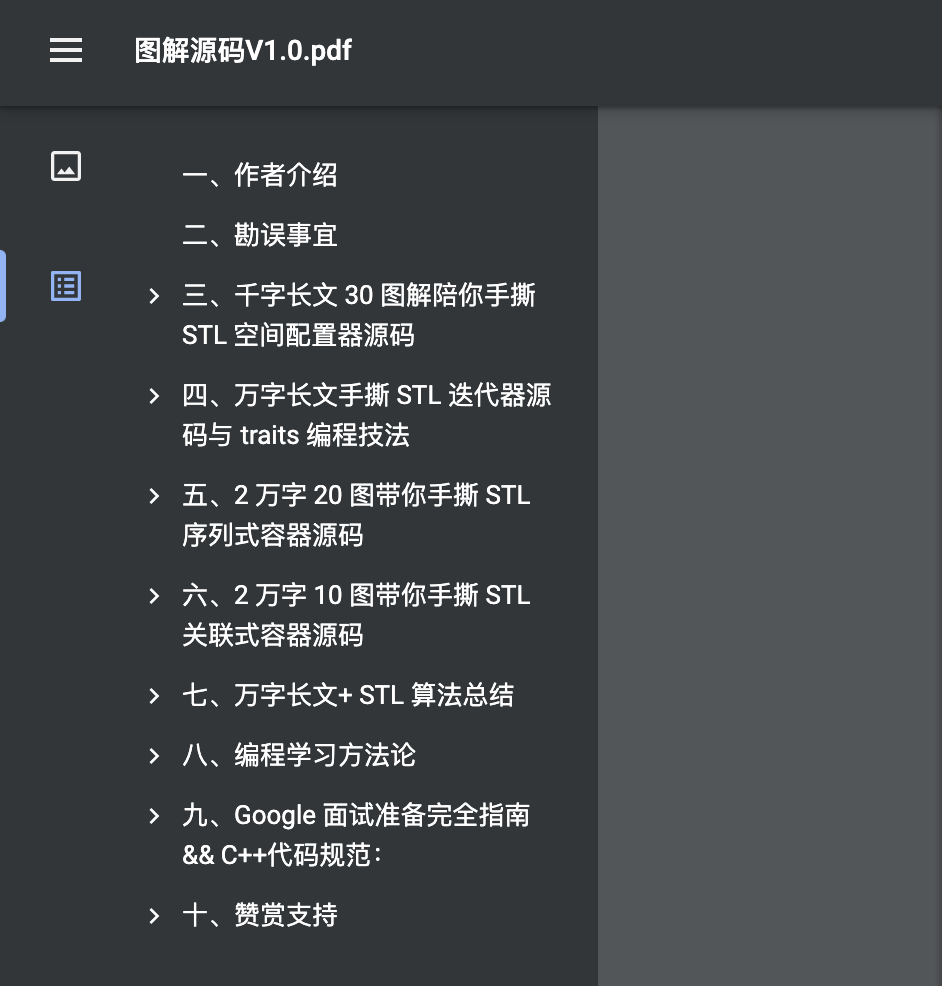 图解源码V1.0.pdf
一、作者介绍
二、勘误事宜
三、千字长文 30 图解陪你手撕
STL 空间配置器源码
四、万字长文手撕 STL 迭代器源
码与 traits 编程技法
五、2 万字 20 图带你手撕 STL
序列式容器源码
六、2 万字 10 图带你手撕 STL
关联式容器源码
七、万字长文+ STL 算法总结
八、编程学习方法论
九、Google 面试准备完全指南
&& C++代码规范：
十、赞赏支持